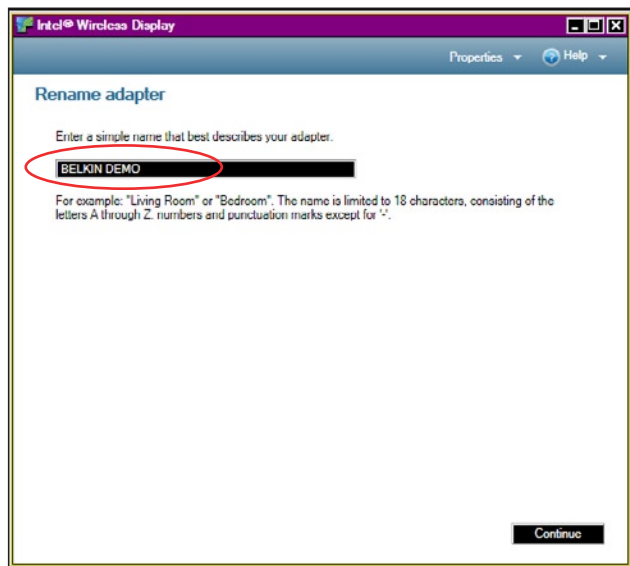 Intel® Wireless Display
Properties
Help
Rename adapter
Enter a simple name that best describes your adapter.
BELKIN DEMO
For example: "Living Room" or "Bedroom". The name is limited to 18 characters, consisting of the
letters A through Z. numbers and punctuation marks except for '-'.
Continue